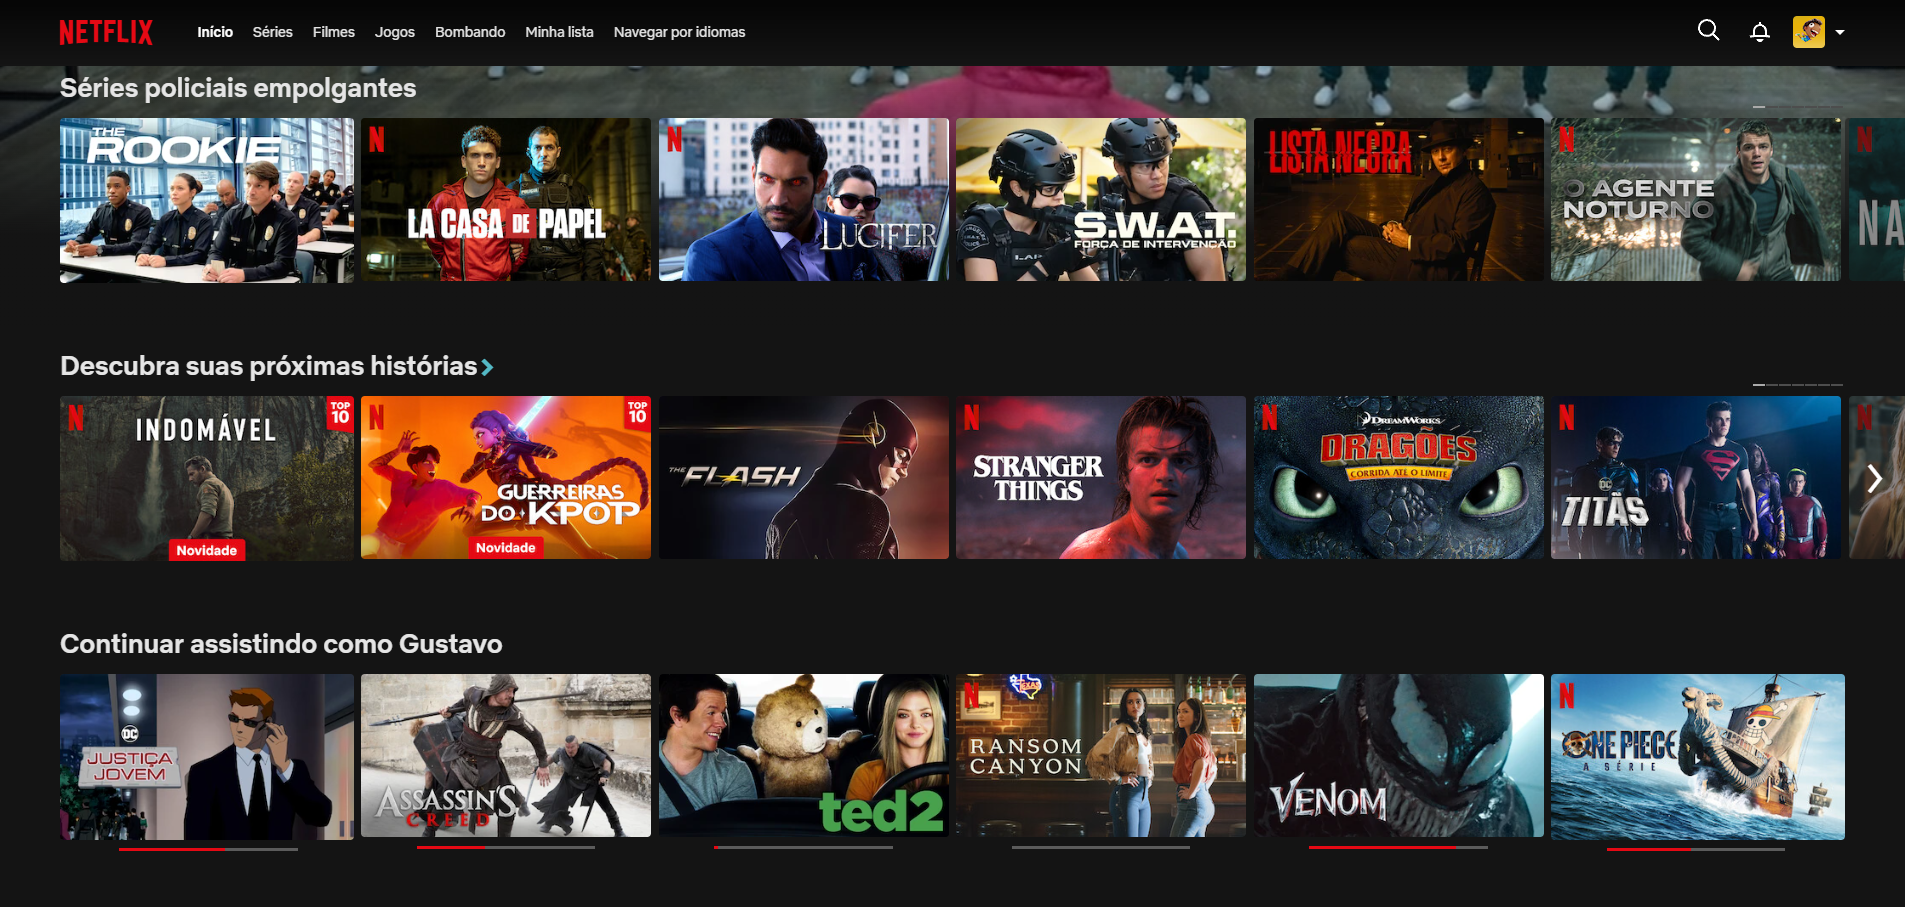 NETFLIX
Início Séries Filmes Jogos Bombando Minha lista Navegar por idiomas
Séries policiais empolgantes
THE
ROOKIE
N
LA CASA DE PAPEL
N
LUCIFER
S.W.A.T.
FORÇA DE INTERVENÇÃO
LISTA NEGRA
N
O AGENTE
NOTURNO
N
NA
Descubra suas próximas histórias
N
INDOMÁVEL
TOP
10
Novidade
N
TOP
10
GUERREIRAS
DO KPOP
Novidade
THE FLASH
N
STRANGER
THINGS
N
DREAMWORKS
DRAGÕES
CORRIDA ATÉ O LIMITE
N
DC
TITÃS
N
Continuar assistindo como Gustavo
DC
JUSTIÇA
JOVEM
ASSASSIN'S
CREED
ted2
N
TEXAS
RANSOM
CANYON
VENOM
N
ONE PIECE
A SÉRIE